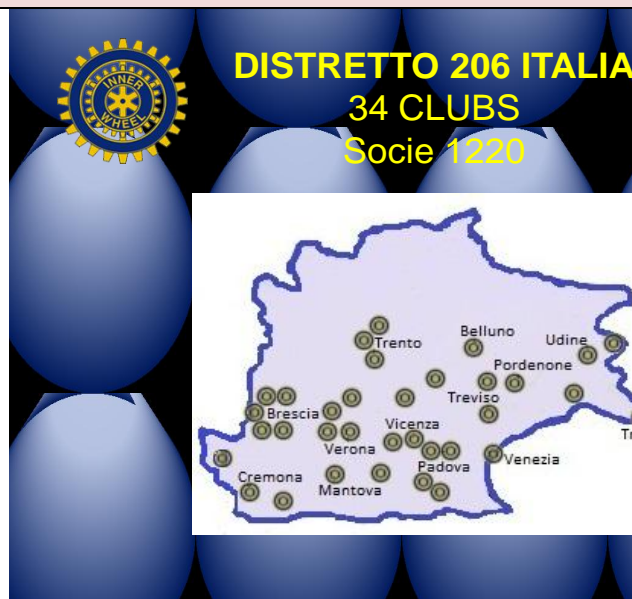 INNER
WHEEL
DISTRETTO 206 ITALIA
34 CLUBS
Socie 1220
Trento
Belluno
Udine
Pordenone
Treviso
Brescia
Vicenza
Verona
Padova
Venezia
Cremona
Mantova